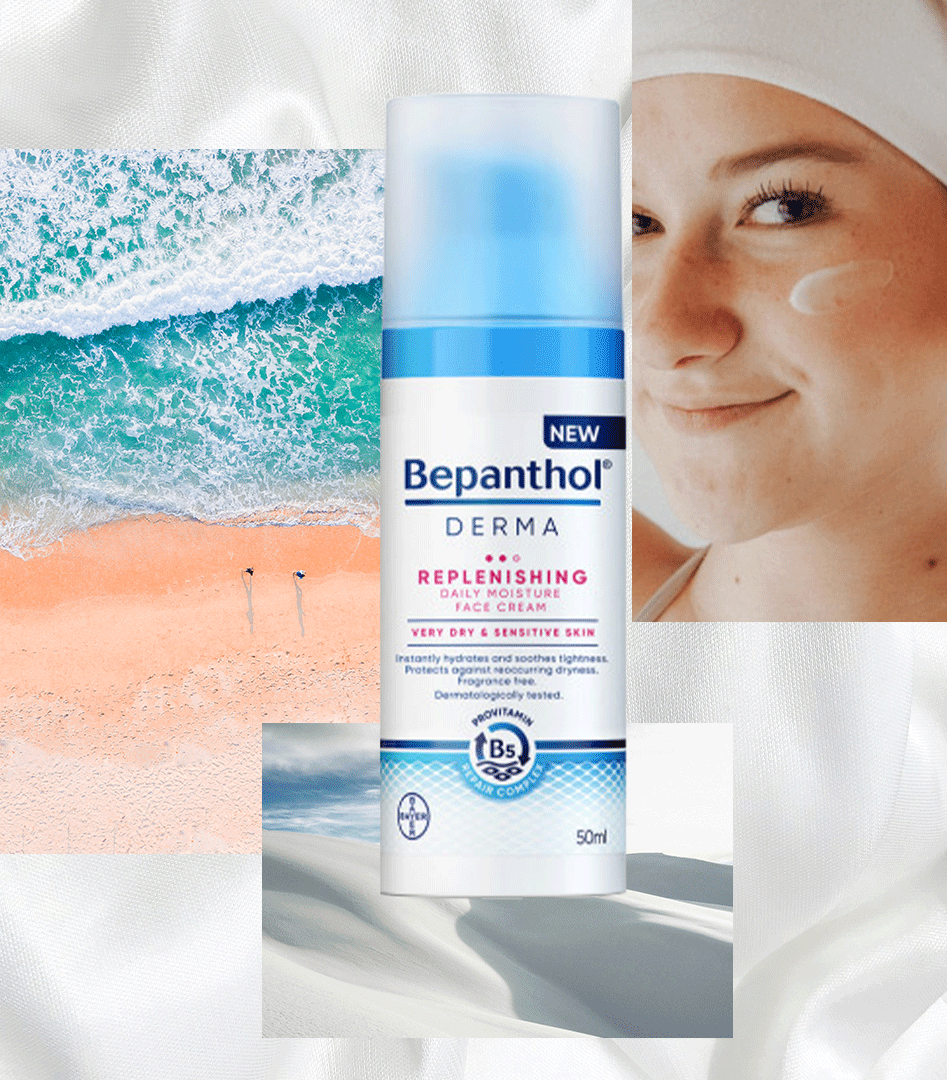 NEW
Bepanthol®
DERMA
REPLENISHING
DAILY MOISTURE
FACE CREAM
VERY DRY & SENSITIVE SKIN
Instantly hydrates and soothes tightness.
Protects against reoccurring dryness.
Fragrance free.
Dermatologically tested.
PROVITAMIN
B5
REPAIR COMPLEX
BAYER
BAYER
50ml